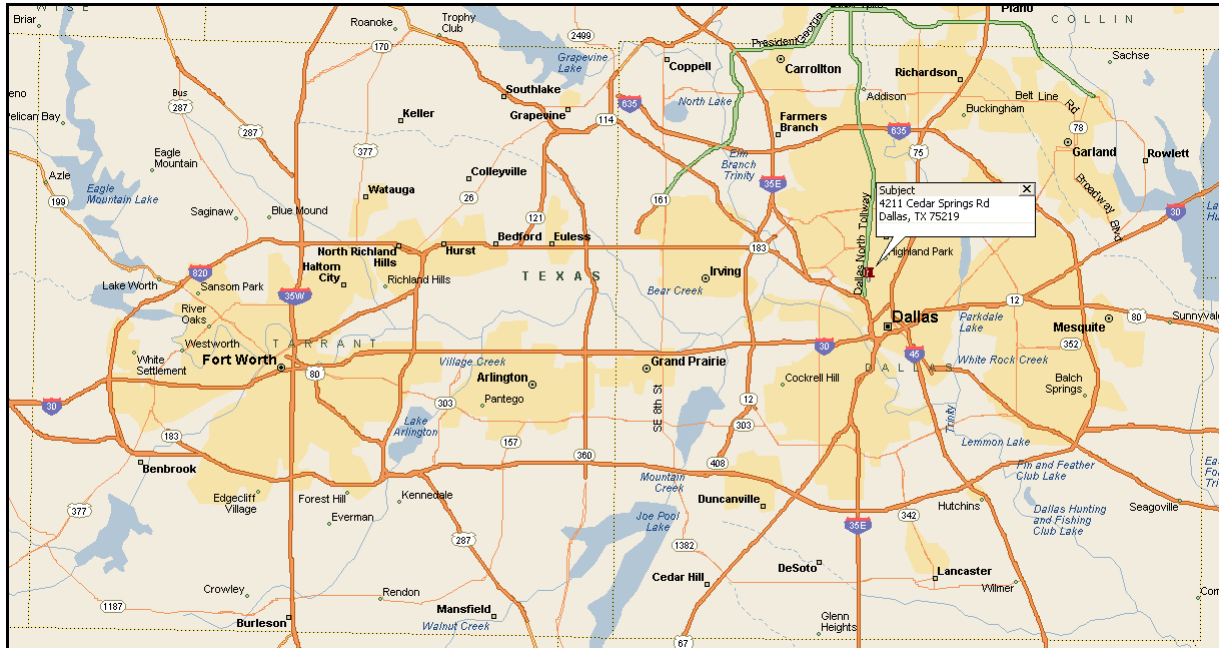 WISE
Briar
Roanoke
Trophy
Club
2499
170
Grapevine
Lake
Coppell
President
George
Carrollton
Plano
COLLIN
Sachse
Richardson
Bus
287
Southlake
Grapevine
114
635
North Lake
Addison
Belt Line
Rd
Buckingham
78
Pelican Bay
287
Keller
377
Farmers
Branch
635
75
Garland
Rowlett
Eagle
Mountain
Colleyville
Elm
Branch
Trinity
35E
Azle
199
Eagle
Mountain Lake
Watauga
26
161
Dallas North Tollway
Subject
4211 Cedar Springs Rd
Dallas, TX 75219
Broadway
Blvd
30
Saginaw
Blue Mound
121
North Richland
Hills
Hurst
Bedford
Euless
183
Highland Park
820
Haltom
City
Richland Hills
TEXAS
Irving
Bear Creek
Lake Worth
Sansom Park
35W
12
River
Oaks
Dallas
Parkdale
Lake
Mesquite
80
Sunnyvale
TARRANT
Westworth
White
Settlement
Fort Worth
80
Village Creek
Arlington
Grand Prairie
30
45
White Rock Creek
352
DALLAS
Cockrell Hill
Balch
Springs
Pantego
30
303
SE 8th St
12
303
Trinity
Lake
Arlington
183
157
360
408
Lemmon Lake
Benbrook
Mountain
Creek
Fin and Feather
Club Lake
Edgecliff
Village
Forest Hill
Kennedale
Duncanville
Hutchins
Seagoville
377
Everman
Joe Pool
Lake
35E
342
Dallas Hunting
and Fishing
Club Lake
287
1382
DeSoto
Crowley
Rendon
Cedar Hill
Lancaster
Wilmer
1187
Burleson
Mansfield
Walnut Creek
67
Glenn
Heights